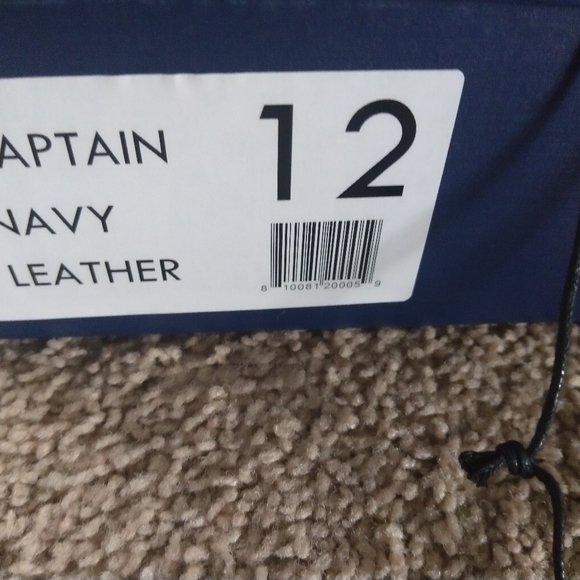 APTAIN
12
NAVY
LEATHER
8 10081 20005 9